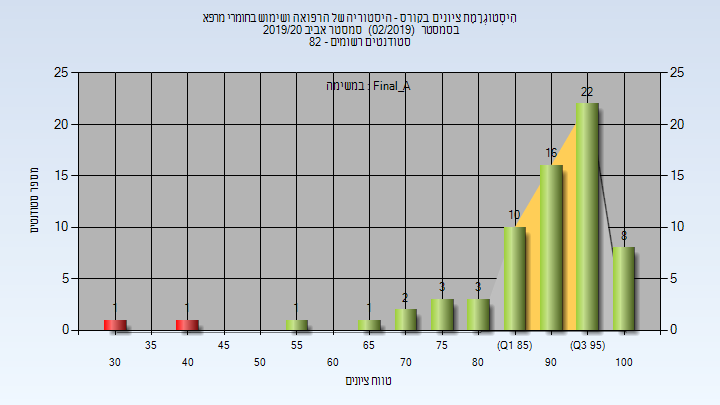 הִיסְטוֹגְרָמַת ציונים בקורס - היסטוריה של הרפואה ושימוש בחומרי מרפא
בסמסטר (02/2019) סמסטר אביב 2019/20
סטודנטים רשומים - 82
במשימה : Final_A
מספר סטודנטים
25 25
20 20
15 15
10 10
5 5
0 0
1 1 1 1 2 3 3 10 16 22 8
35 45 55 65 75 (Q1 85) (Q3 95)
30 40 50 60 70 80 90 100
טווח ציונים